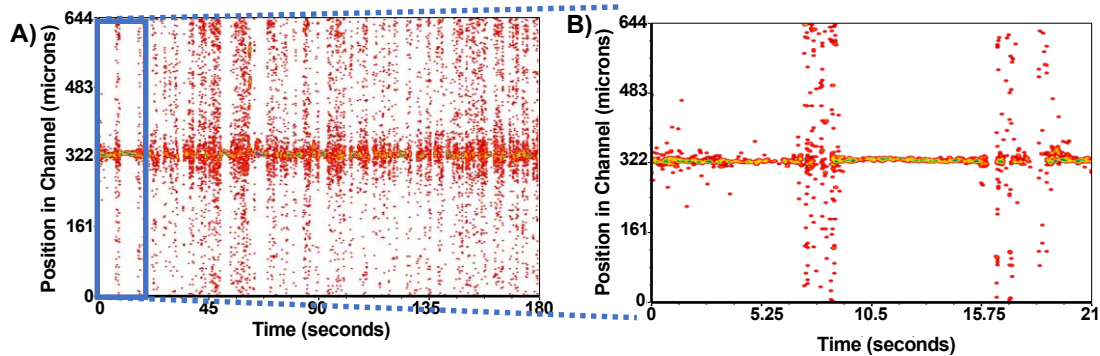 A)
Position in Channel (microns)
644
483
322
161
0
0 45 90 135 180
Time (seconds)
B)
Position in Channel (microns)
644
483
322
161
0
0 5.25 10.5 15.75 21
Time (seconds)